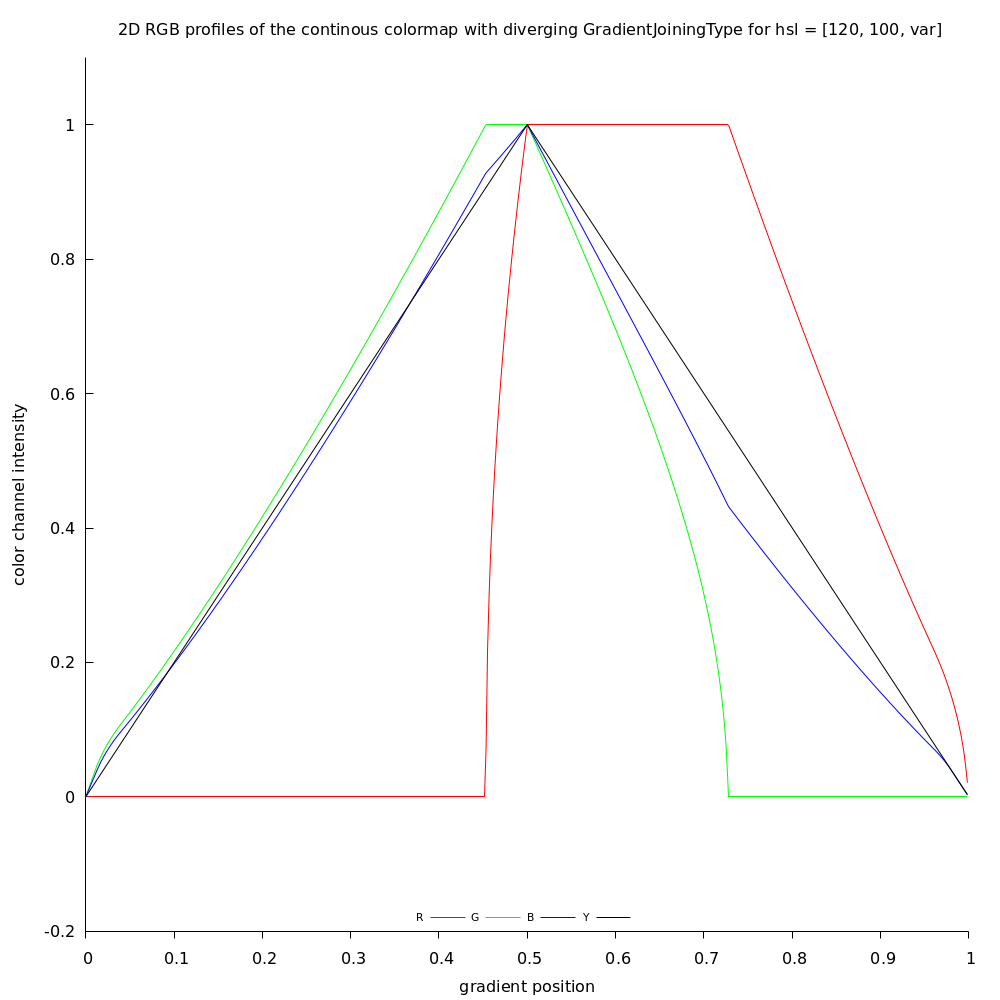 2D RGB profiles of the continous colormap with diverging GradientJoiningType for hsl = [120, 100, var]
1
0.8
0.6
0.4
0.2
0
-0.2
color channel intensity
R G B Y
0 0.1 0.2 0.3 0.4 0.5 0.6 0.7 0.8 0.9 1
gradient position